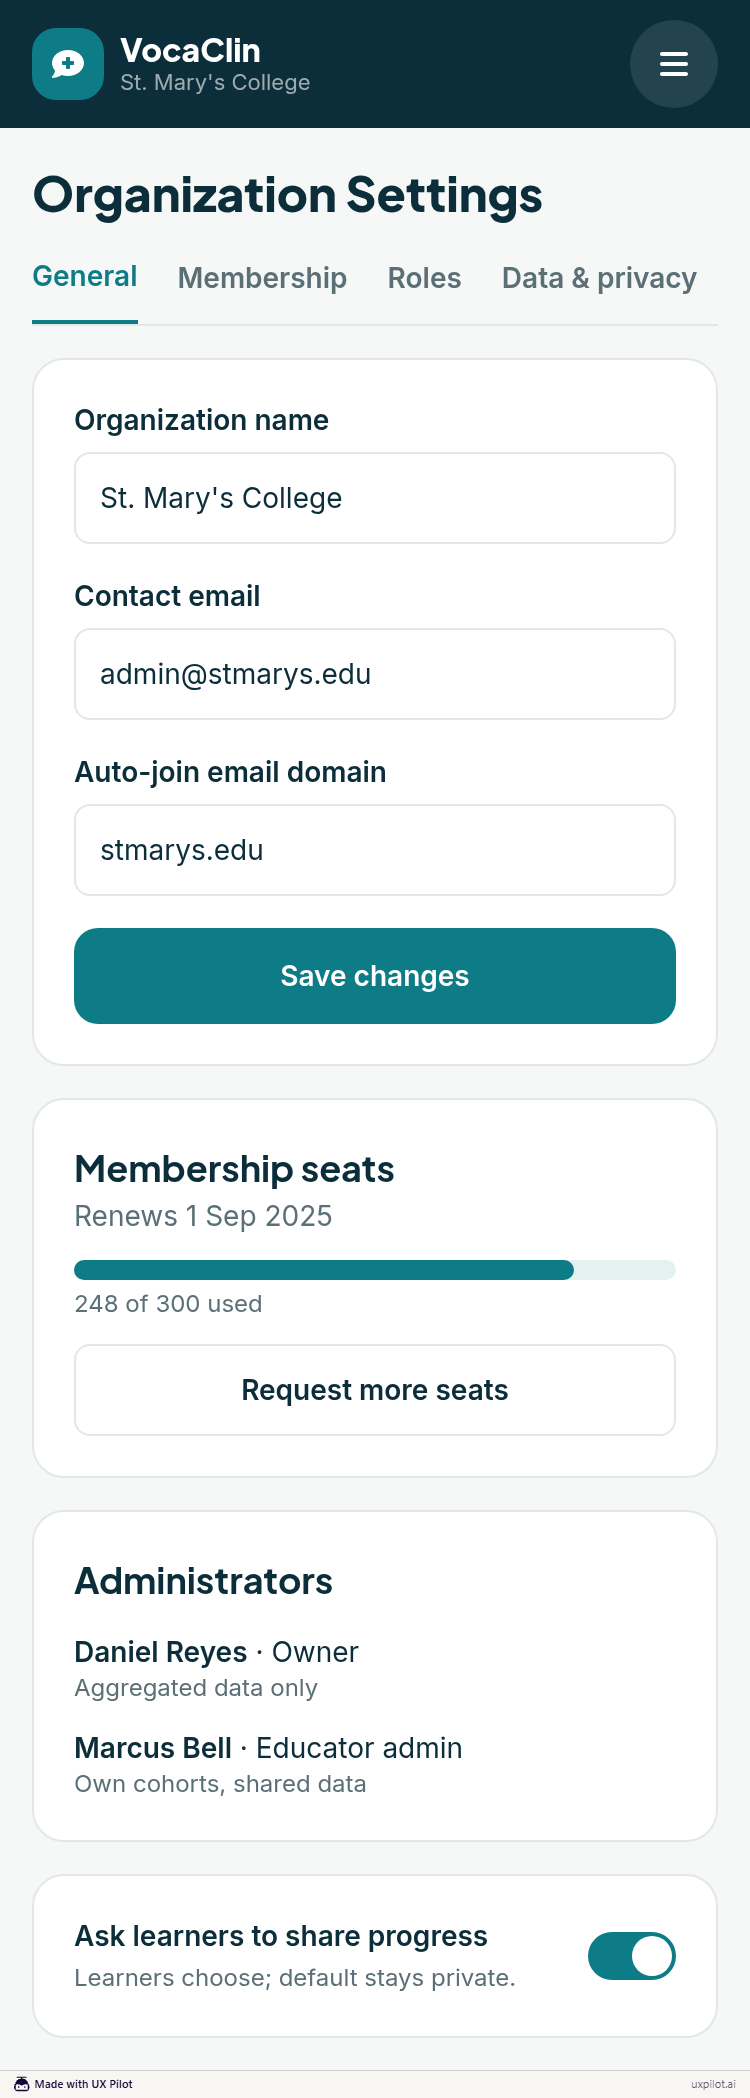 VocaClin
St. Mary's College
Organization Settings
General Membership Roles Data & privacy
Organization name
St. Mary's College
Contact email
admin@stmarys.edu
Auto-join email domain
stmarys.edu
Save changes
Membership seats
Renews 1 Sep 2025
248 of 300 used
Request more seats
Administrators
Daniel Reyes · Owner
Aggregated data only
Marcus Bell · Educator admin
Own cohorts, shared data
Ask learners to share progress
Learners choose; default stays private.
Made with UX Pilot uxpilot.ai